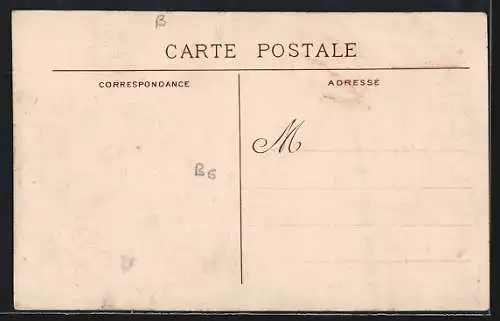 B
CARTE POSTALE
CORRESPONDANCE
ADRESSE
M
B6